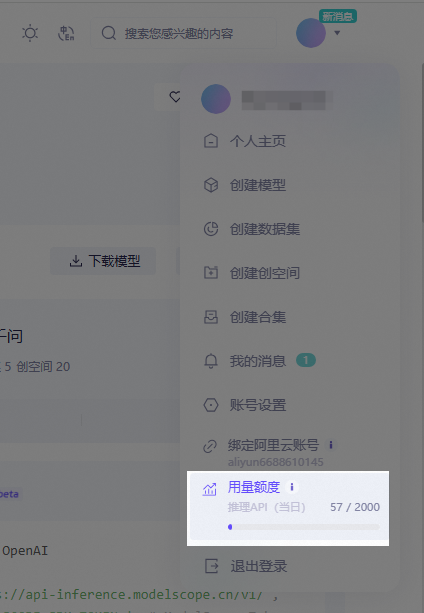 中
En
搜索您感兴趣的内容
新消息
个人主页
创建模型
下载模型
创建数据集
创建创空间
千问
创建合集
5 创空间 20
我的消息 1
账号设置
绑定阿里云账号
aliyun6688610145
用量额度
beta
推理API（当日） 57 / 2000
OpenAI
退出登录
s://api-inference.modelscope.cn/v1/',